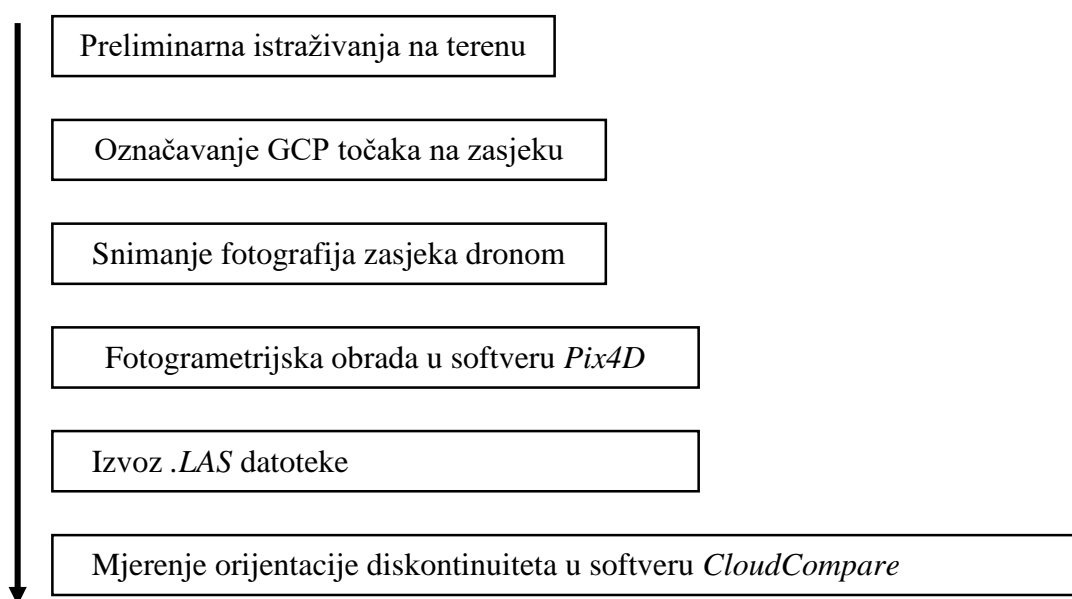 Preliminarna istraživanja na terenu
Označavanje GCP točaka na zasjeku
Snimanje fotografija zasjeka dronom
Fotogrametrijska obrada u softveru Pix4D
Izvoz .LAS datoteke
Mjerenje orijentacije diskontinuiteta u softveru CloudCompare